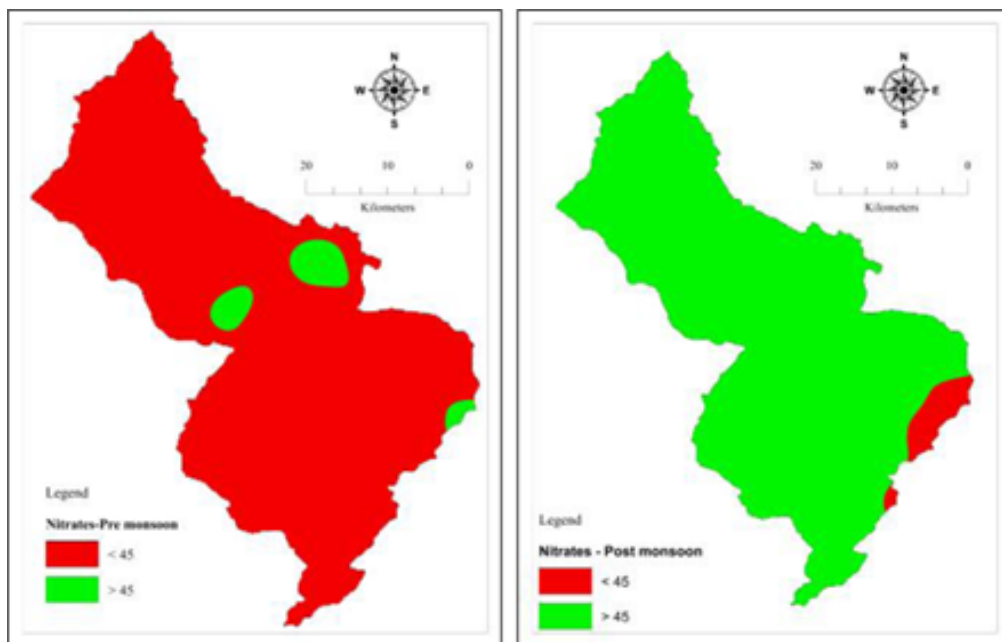 N
W E
S
20 10 0
Kilometers
Legend
Nitrates-Pre monsoon
< 45
> 45
N
W E
S
20 10 0
Kilometers
Legend
Nitrates - Post monsoon
< 45
> 45